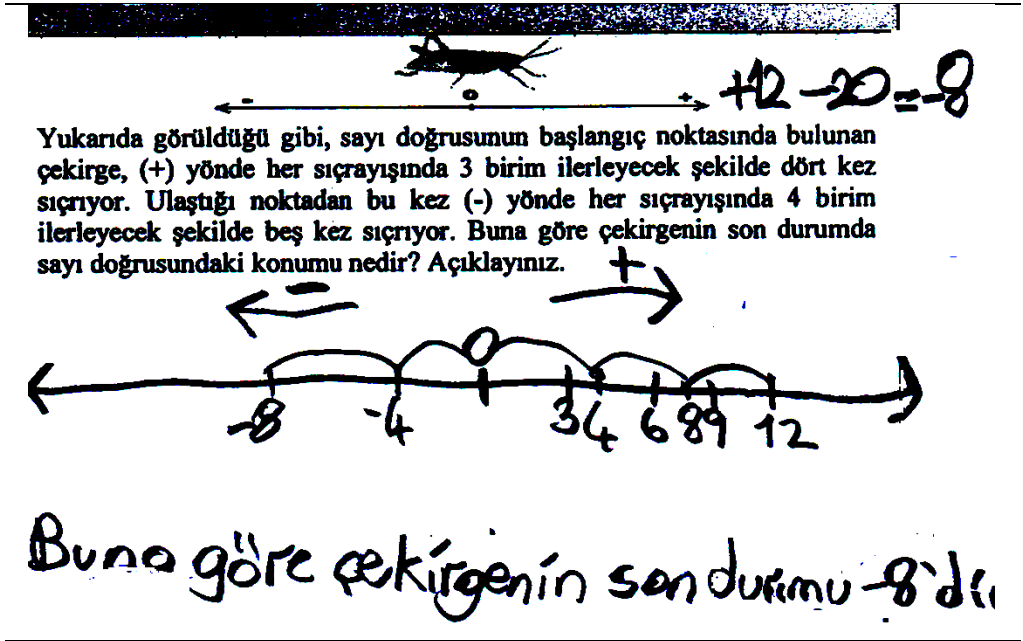 - 0 +
+12 -20 = -8
Yukarıda görüldüğü gibi, sayı doğrusunun başlangıç noktasında bulunan
çekirge, (+) yönde her sıçrayışında 3 birim ilerleyecek şekilde dört kez
sıçrıyor. Ulaştığı noktadan bu kez (-) yönde her sıçrayışında 4 birim
ilerleyecek şekilde beş kez sıçrıyor. Buna göre çekirgenin son durumda
sayı doğrusundaki konumu nedir? Açıklayınız.
- +
0
-8 -4 3 4 6 8 9 12
Buna göre çekirgenin son durumu -8'dir